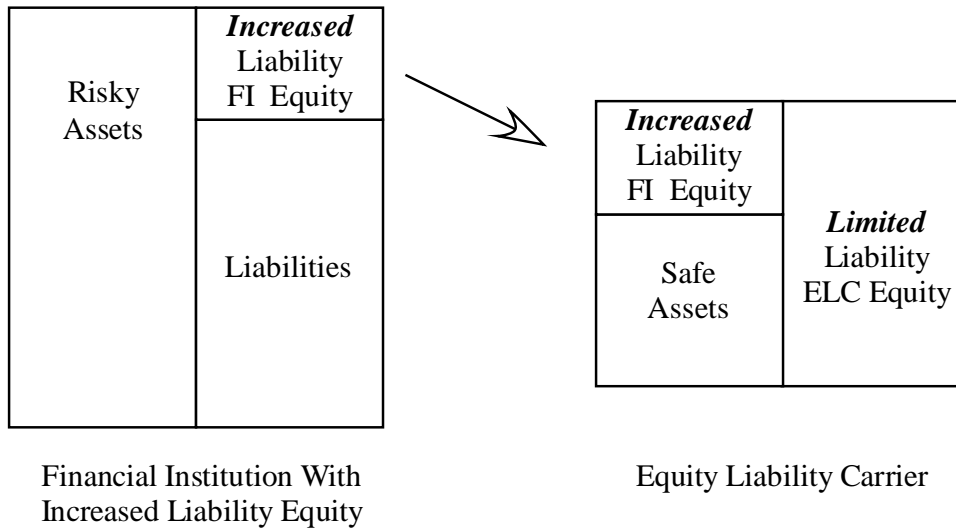 Risky
Assets
Increased
Liability
FI Equity
Liabilities
Financial Institution With
Increased Liability Equity
Increased
Liability
FI Equity
Safe
Assets
Limited
Liability
ELC Equity
Equity Liability Carrier